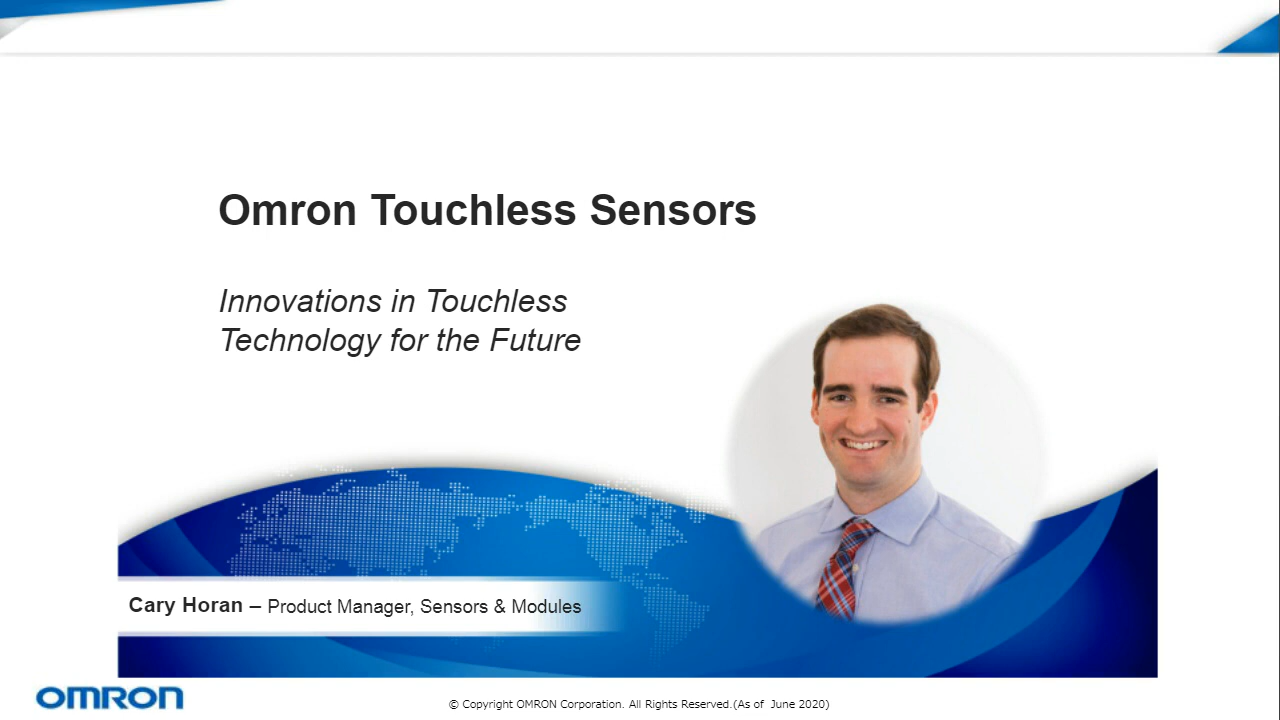 Omron Touchless Sensors
Innovations in Touchless
Technology for the Future
Cary Horan – Product Manager, Sensors & Modules
OMRON
© Copyright OMRON Corporation. All Rights Reserved.(As of June 2020)